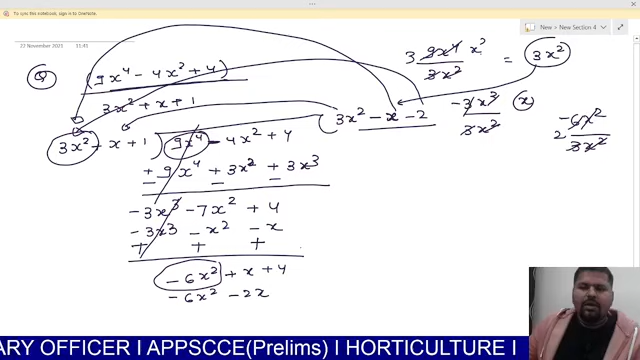 To sync this notebook, sign in to OneNote.
New Section 4
22 November 2021 11:41
Q (9x⁴ - 4x² + 4)
3x² + x + 1
3 9x⁴ x² / 3x² = 3x²
3x² - x + 1) 9x⁴ - 4x² + 4 (3x² - x - 2
-3x³ / 3x² (x)
-6x² / 3x² 2
+ 9x⁴ + 3x² + 3x³
- - -
- 3x³ - 7x² + 4
- 3x3 - x² - x
+ + +
- 6x² + x + 4
- 6x² - 2x
ARY OFFICER I APPSCCE(Prelims) I HORTICULTURE I